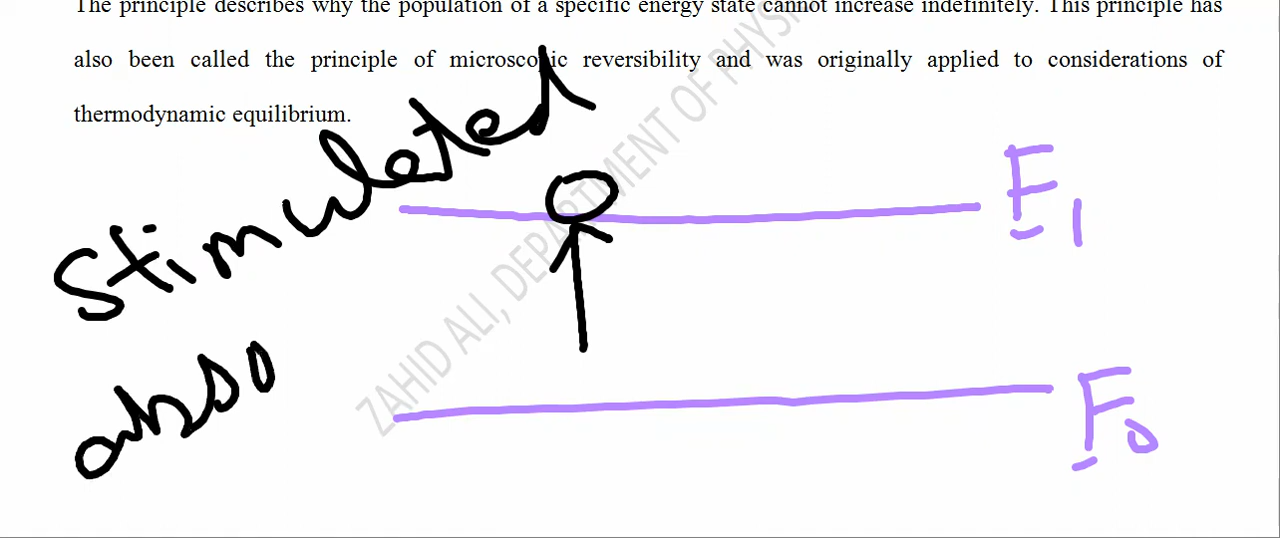 The principle describes why the population of a specific energy state cannot increase indefinitely. This principle has
also been called the principle of microscopic reversibility and was originally applied to considerations of
thermodynamic equilibrium.
Stimulated
abso
E1
E0
ZAHID ALI, DEPARTMENT OF PHYSI